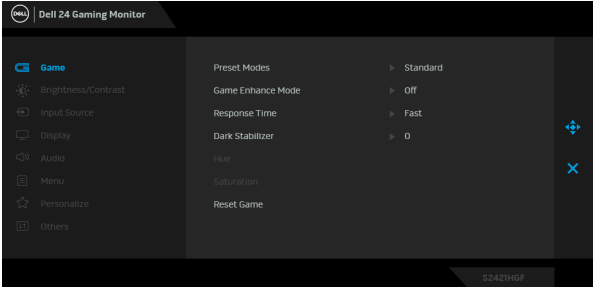 DELL Dell 24 Gaming Monitor
Game
Preset Modes Standard
Brightness/Contrast
Game Enhance Mode Off
Input Source
Response Time Fast
Display
Dark Stabilizer 0
Audio
Hue
Menu
Saturation
Personalize
Reset Game
Others
S2421HGF